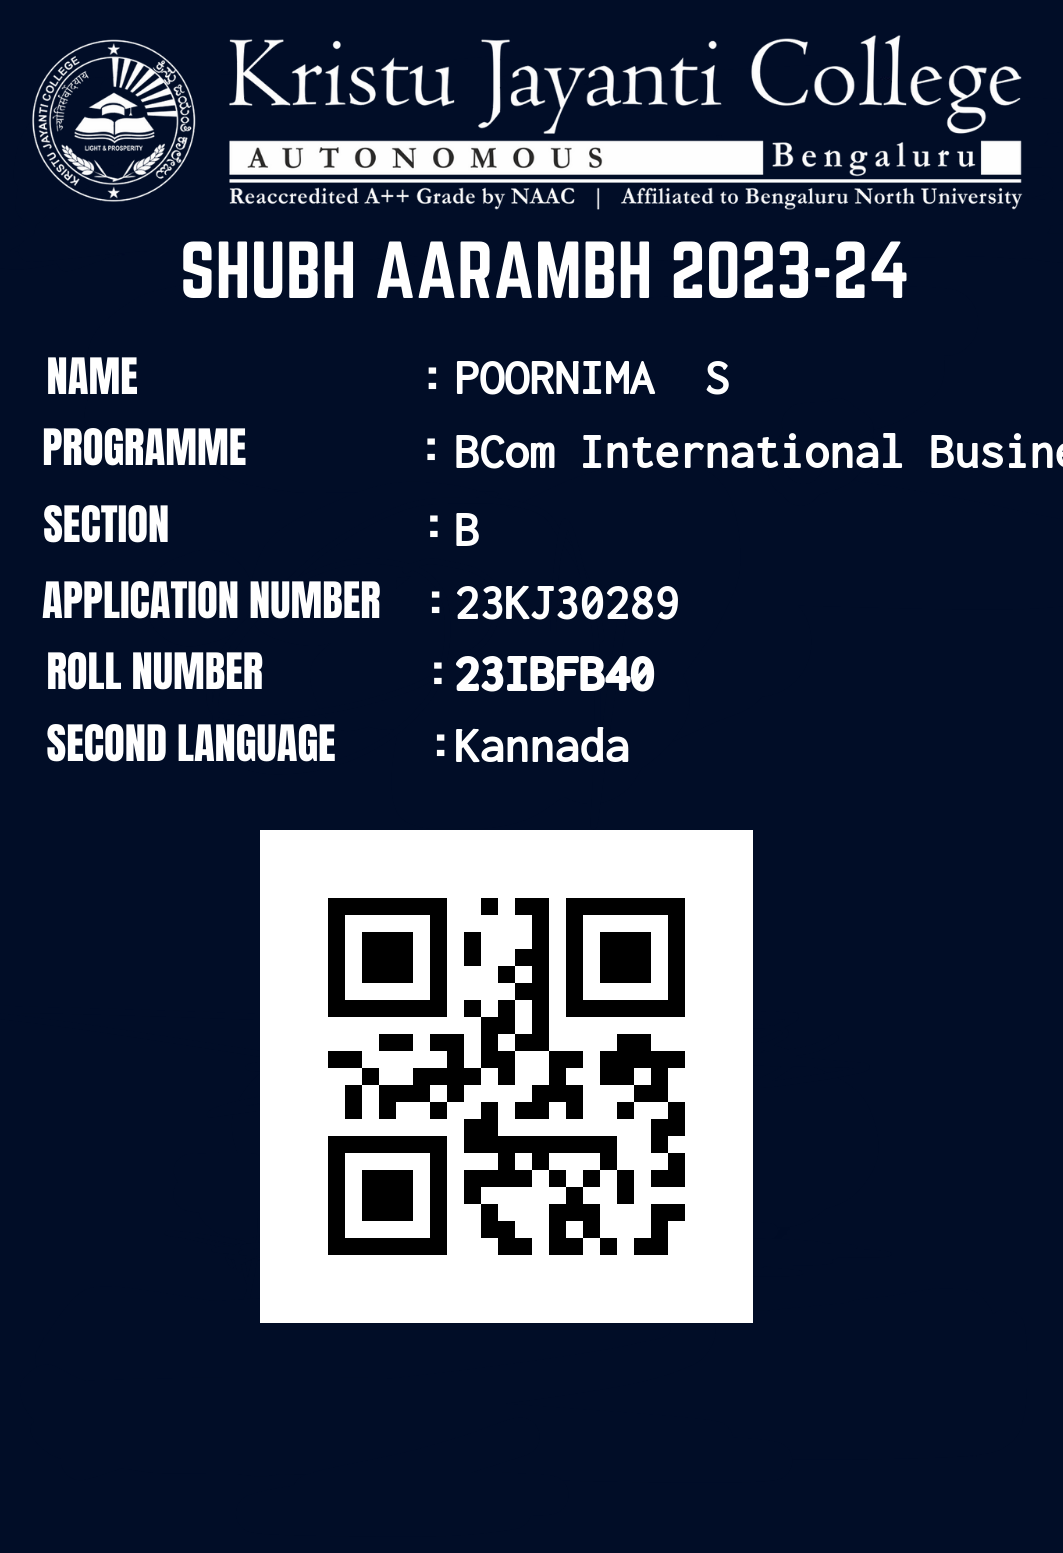 Kristu Jayanti College
AUTONOMOUS Bengaluru
Reaccredited A++ Grade by NAAC | Affiliated to Bengaluru North University
KRISTU JAYANTI COLLEGE
LIGHT & PROSPERITY
SHUBH AARAMBH 2023-24
NAME : POORNIMA S
PROGRAMME : BCom International Busine
SECTION : B
APPLICATION NUMBER : 23KJ30289
ROLL NUMBER : 23IBFB40
SECOND LANGUAGE : Kannada